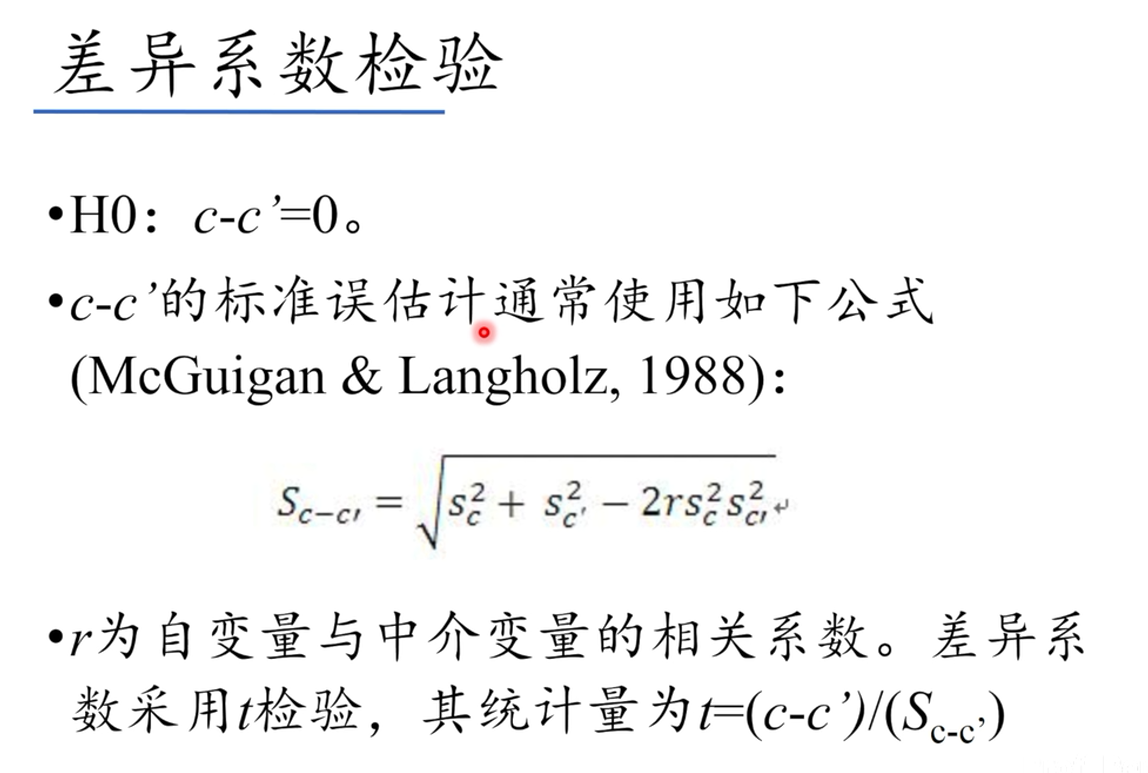 差异系数检验
•H0：c-c’=0。
•c-c’的标准误估计通常使用如下公式
(McGuigan & Langholz, 1988)：
S_{c-c′} = √(s_c^2 + s_{c′}^2 − 2rs_c^2s_{c′}^2)↵
•r为自变量与中介变量的相关系数。差异系
数采用t检验，其统计量为t=(c-c’)/(S_{c-c’})